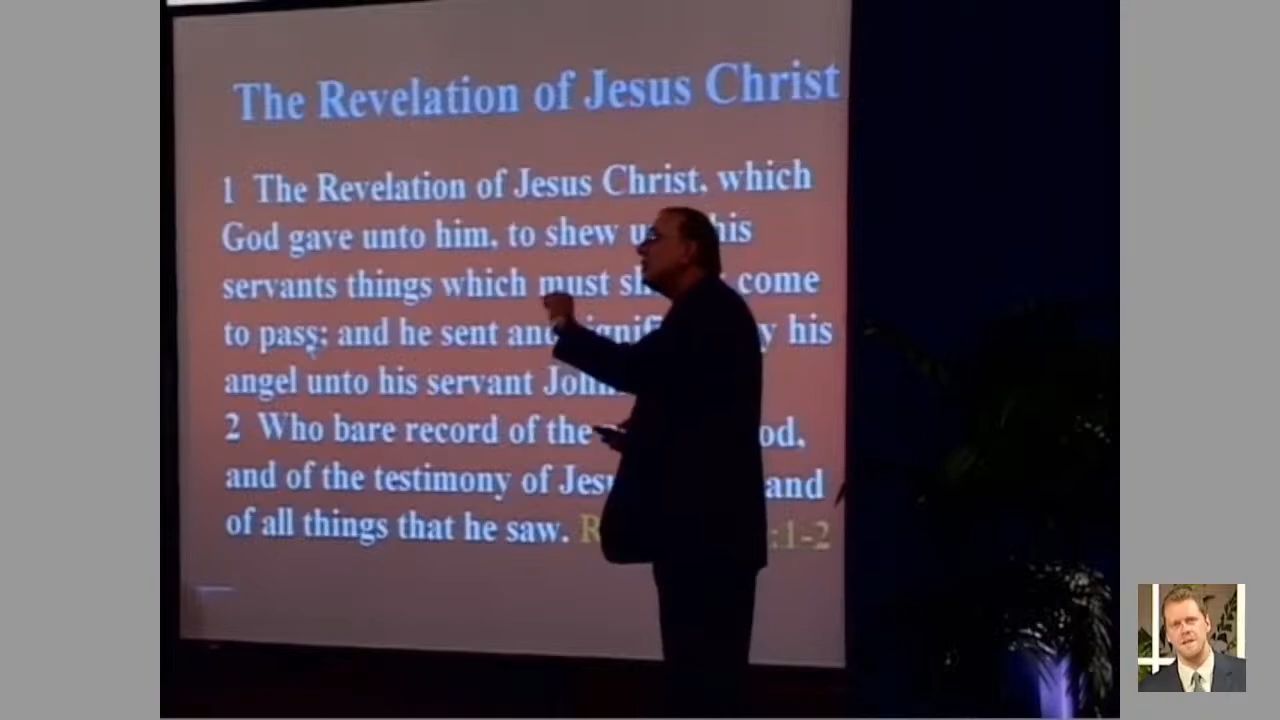 The Revelation of Jesus Christ
1 The Revelation of Jesus Christ, which
God gave unto him, to shew his
servants things which must come
to pass; and he sent and his
angel unto his servant
2 Who bare record of the
and of the testimony of and
of all things that he saw. :1-2